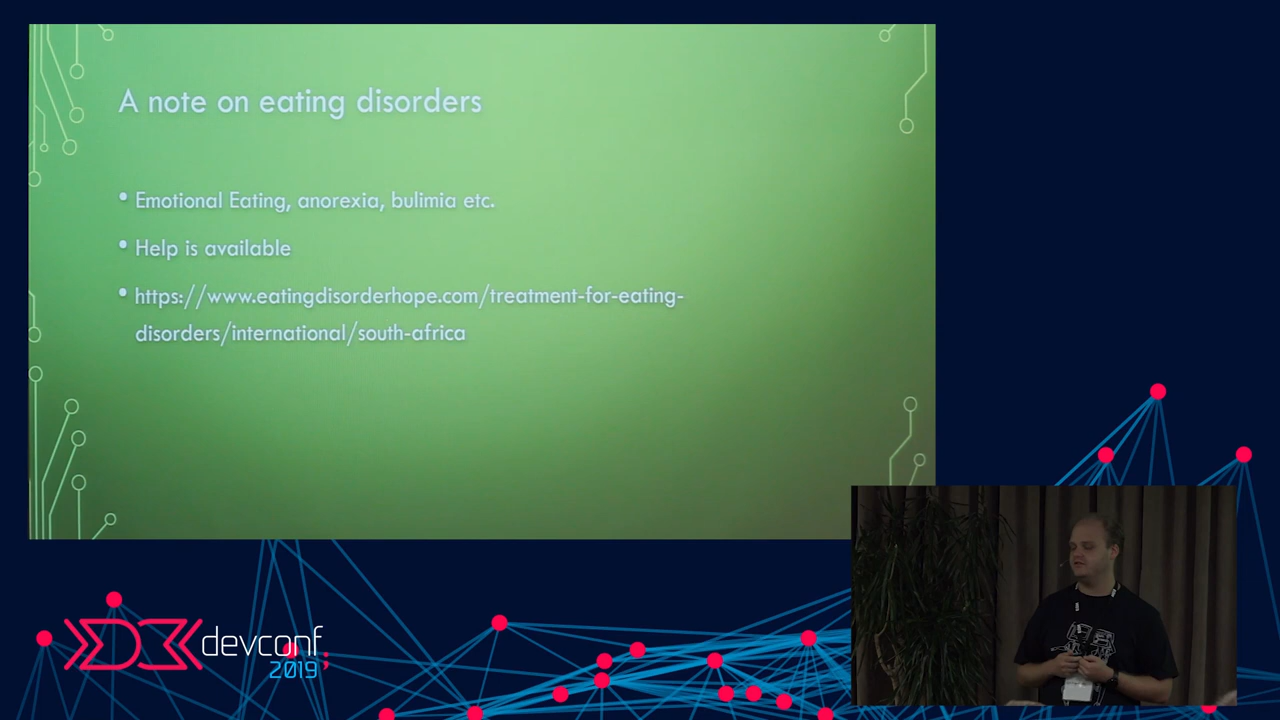 A note on eating disorders
• Emotional Eating, anorexia, bulimia etc.
• Help is available
• https://www.eatingdisorderhope.com/treatment-for-eating-
disorders/international/south-africa
devconf
2019;